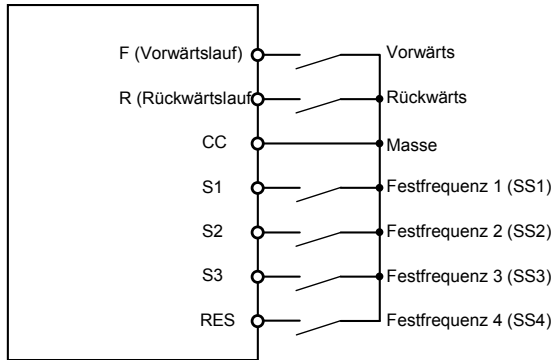 F (Vorwärtslauf) Vorwärts
R (Rückwärtslauf Rückwärts
CC Masse
S1 Festfrequenz 1 (SS1)
S2 Festfrequenz 2 (SS2)
S3 Festfrequenz 3 (SS3)
RES Festfrequenz 4 (SS4)